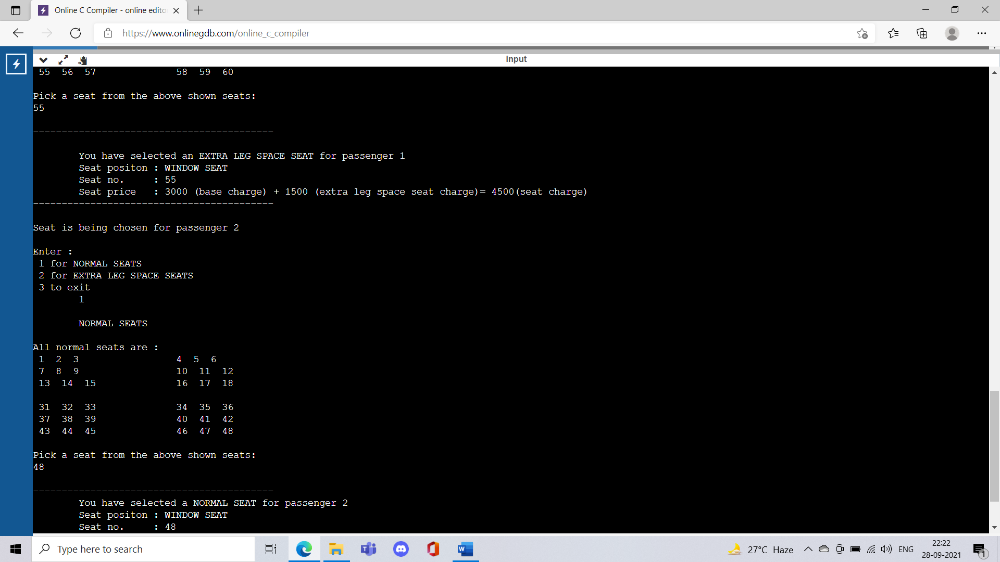 Online C Compiler - online edito
https://www.onlinegdb.com/online_c_compiler
input
55  56  57              58  59  60
Pick a seat from the above shown seats:
55
------------------------------------------
You have selected an EXTRA LEG SPACE SEAT for passenger 1
Seat positon : WINDOW SEAT
Seat no.     : 55
Seat price   : 3000 (base charge) + 1500 (extra leg space seat charge)= 4500(seat charge)
------------------------------------------
Seat is being chosen for passenger 2
Enter :
1 for NORMAL SEATS
2 for EXTRA LEG SPACE SEATS
3 to exit
1
NORMAL SEATS
All normal seats are :
1  2  3                 4  5  6
7  8  9                 10  11  12
13  14  15              16  17  18
31  32  33              34  35  36
37  38  39              40  41  42
43  44  45              46  47  48
Pick a seat from the above shown seats:
48
------------------------------------------
You have selected a NORMAL SEAT for passenger 2
Seat positon : WINDOW SEAT
Seat no.     : 48
Type here to search
27°C Haze
ENG
22:22
28-09-2021
1